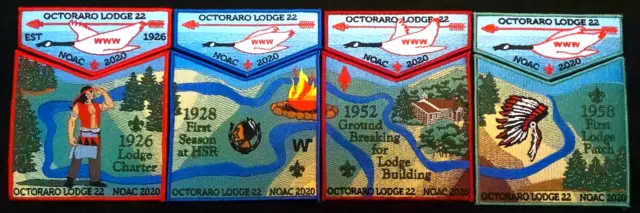 OCTORARO LODGE 22
EST WWW 1926
NOAC 2020
1926
Lodge
Charter
OCTORARO LODGE 22 NOAC 2020
OCTORARO LODGE 22
WWW
NOAC 2020
1928
First
Season
at HSR
W
OCTORARO LODGE 22 NOAC 2020
OCTORARO LODGE 22
WWW
NOAC 2020
1952
Ground
Breaking
for
Lodge
Building
OCTORARO LODGE 22 NOAC 2020
OCTORARO LODGE 22
WWW
NOAC 2020
1958
First
Lodge
Patch
OCTORARO LODGE 22 NOAC 2020